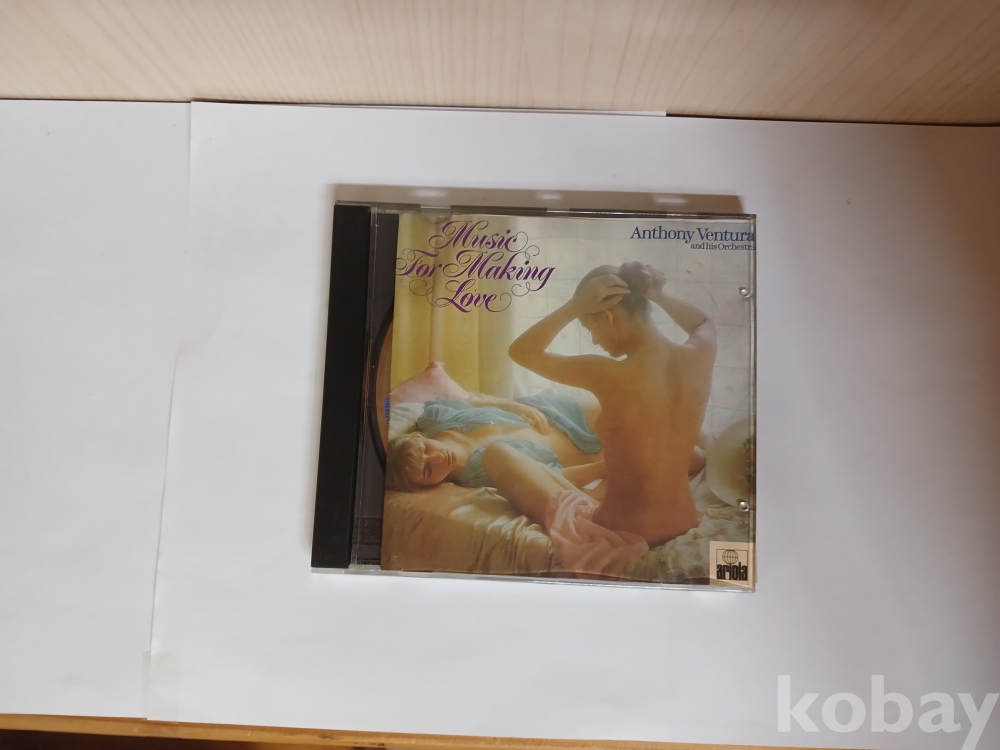 Music
For Making
Love
Anthony Ventura
and his Orchestra
ariola
kobay